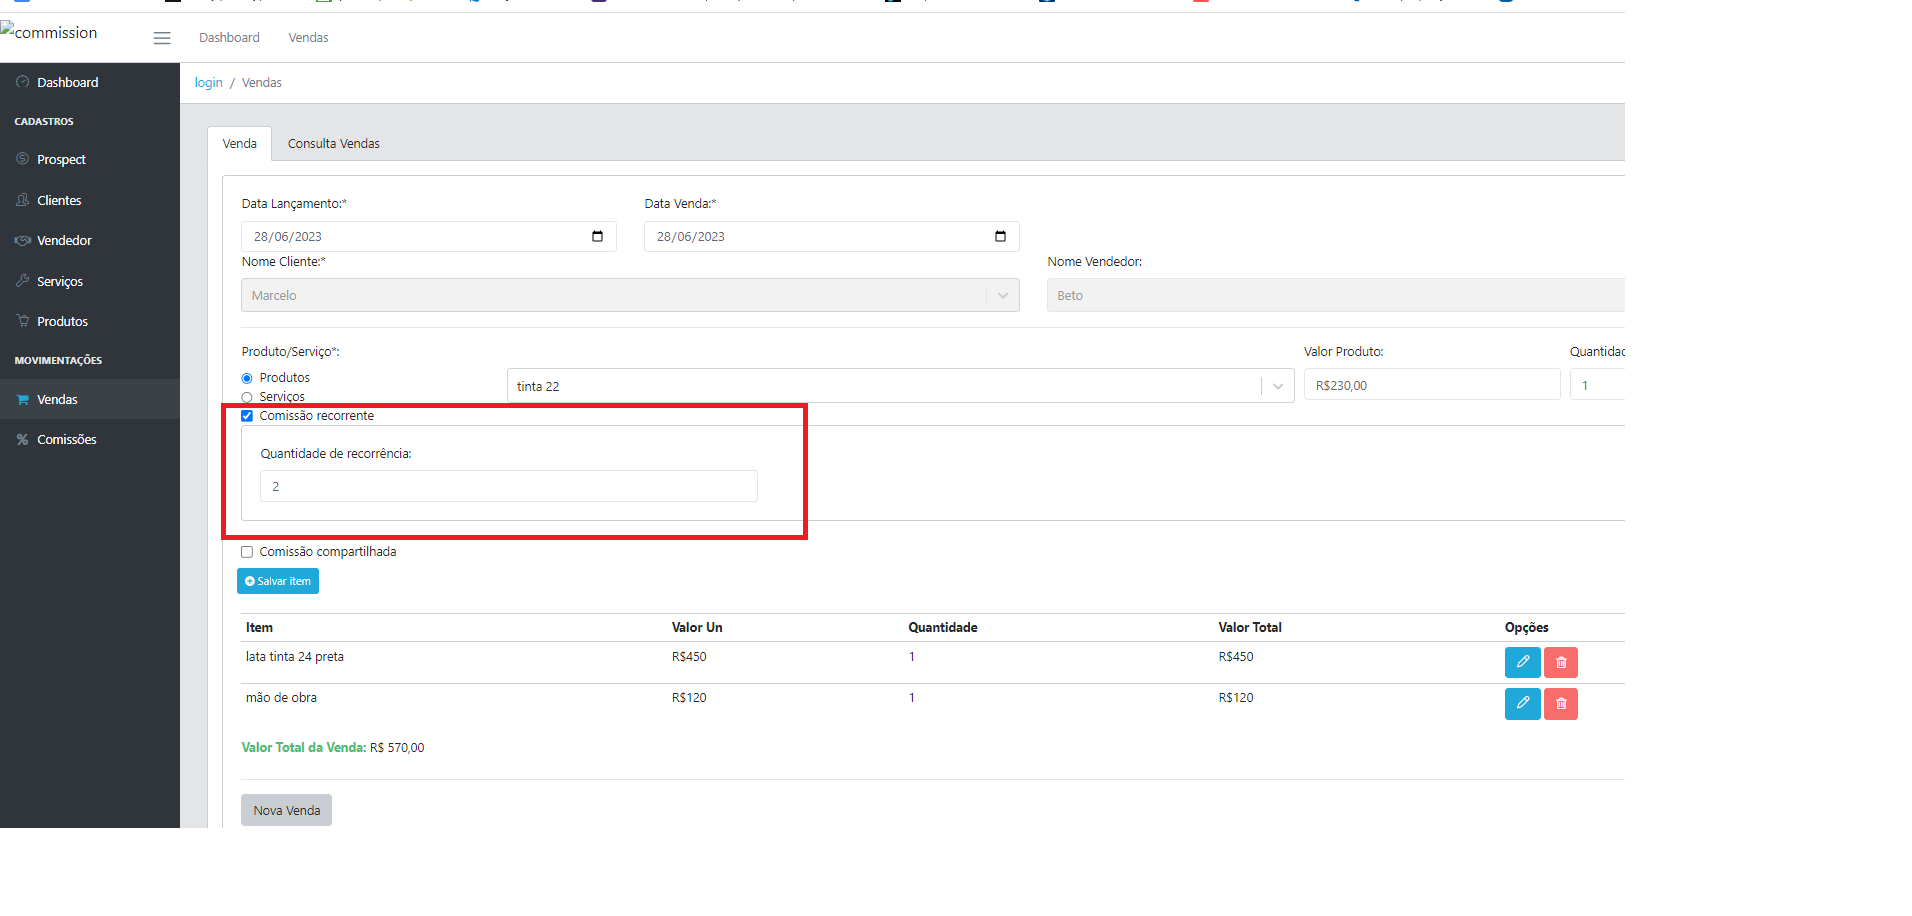 commission
Dashboard Vendas
Dashboard
CADASTROS
Prospect
Clientes
Vendedor
Serviços
Produtos
MOVIMENTAÇÕES
Vendas
Comissões
login / Vendas
Venda Consulta Vendas
Data Lançamento:* Data Venda:*
28/06/2023 28/06/2023
Nome Cliente:* Nome Vendedor:
Marcelo Beto
Produto/Serviço*: Valor Produto: Quantidad
Produtos tinta 22 R$230,00 1
Serviços
Comissão recorrente
Quantidade de recorrência:
2
Comissão compartilhada
Salvar item
Item Valor Un Quantidade Valor Total Opções
lata tinta 24 preta R$450 1 R$450
mão de obra R$120 1 R$120
Valor Total da Venda: R$ 570,00
Nova Venda